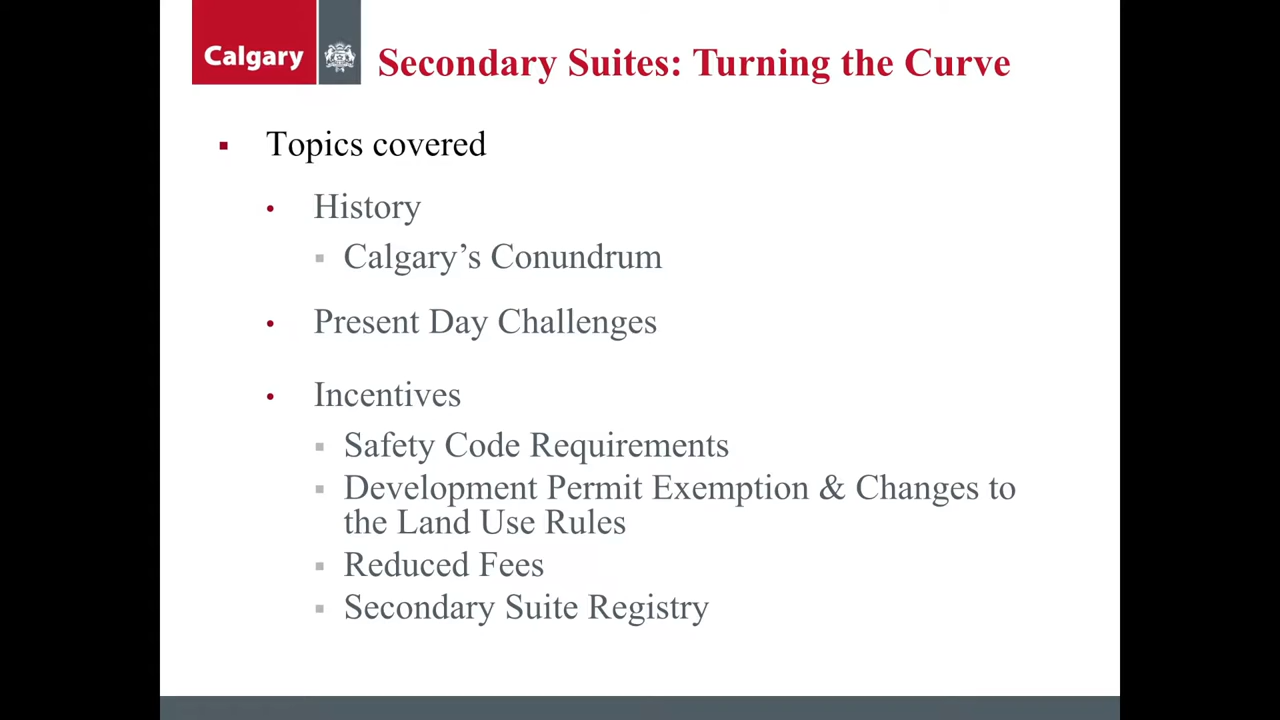 Calgary
Secondary Suites: Turning the Curve
Topics covered
History
Calgary’s Conundrum
Present Day Challenges
Incentives
Safety Code Requirements
Development Permit Exemption & Changes to
the Land Use Rules
Reduced Fees
Secondary Suite Registry